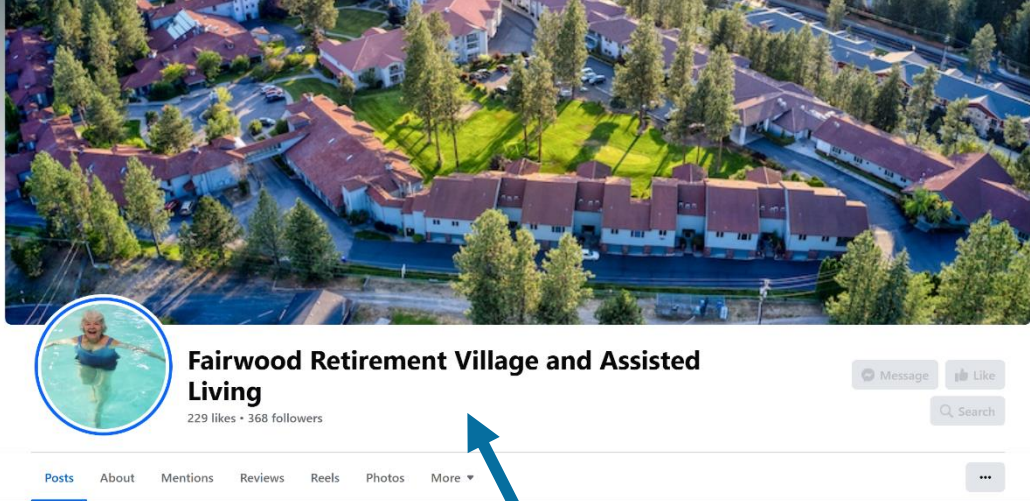 Fairwood Retirement Village and Assisted
Living
229 likes • 368 followers
Message
Like
Search
Posts
About
Mentions
Reviews
Reels
Photos
More